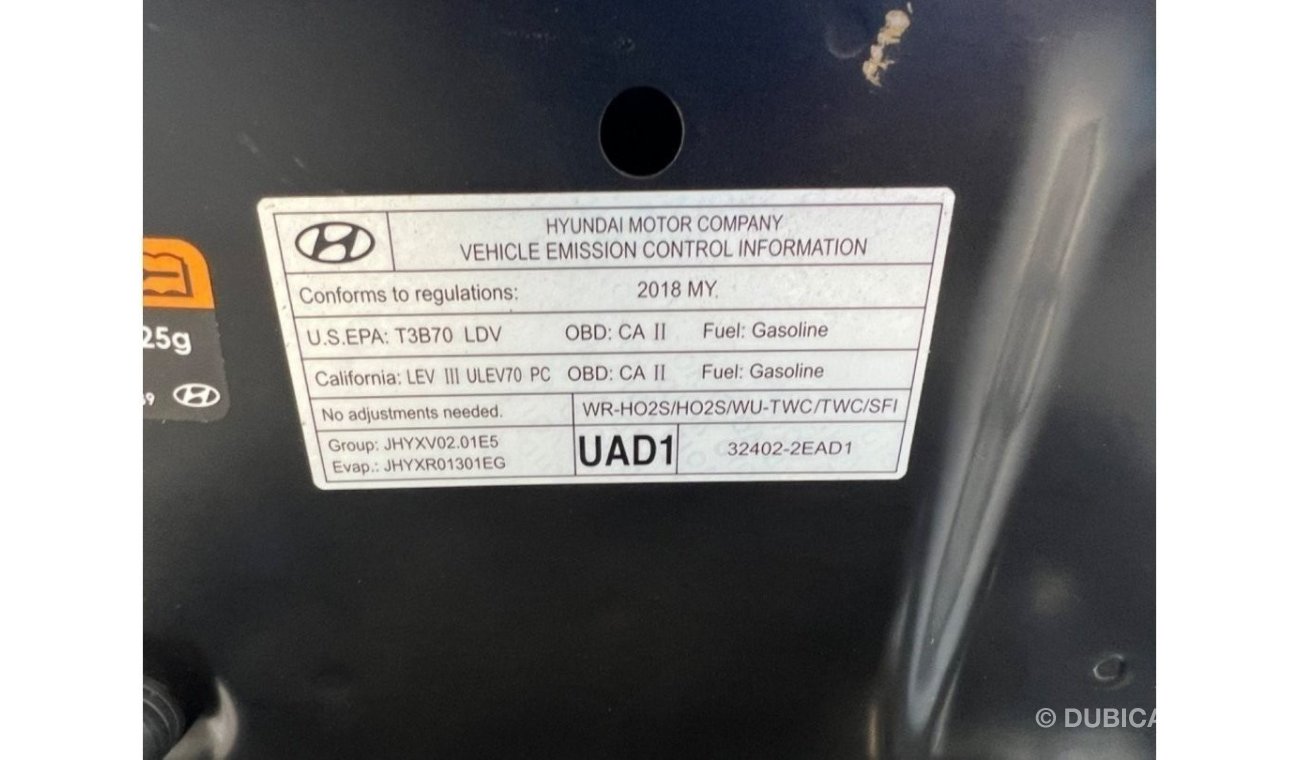 HYUNDAI MOTOR COMPANY
VEHICLE EMISSION CONTROL INFORMATION
Conforms to regulations: 2018 MY
U.S.EPA: T3B70 LDV OBD: CA II Fuel: Gasoline
California: LEV III ULEV70 PC OBD: CA II Fuel: Gasoline
No adjustments needed. WR-HO2S/HO2S/WU-TWC/TWC/SFI
Group: JHYXV02.01E5
Evap.: JHYXR01301EG
UAD1 32402-2EAD1
25g
© DUBICA